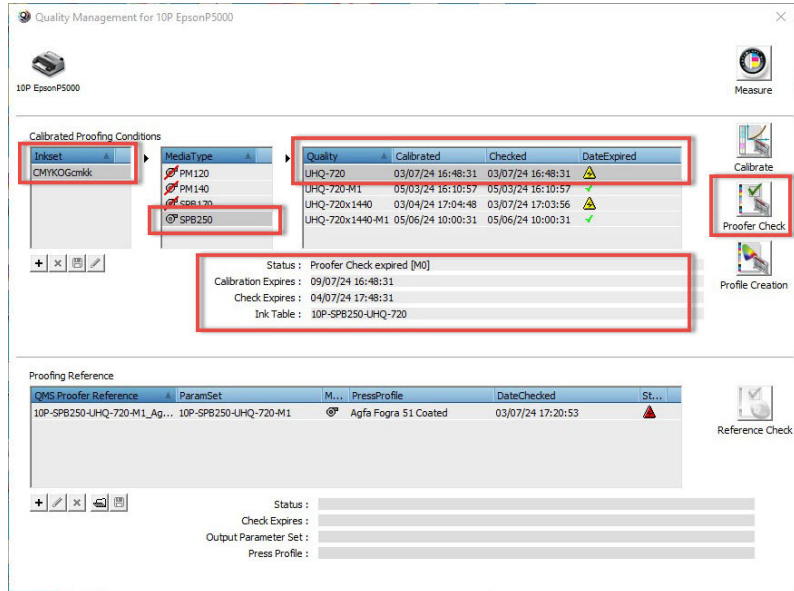 Quality Management for 10P EpsonP5000
10P EpsonP5000
Measure
Calibrated Proofing Conditions
Inkset
CMYKOGcmkk
MediaType
PM120
PM140
SPB170
SPB250
Quality Calibrated Checked DateExpired
UHQ-720 03/07/24 16:48:31 03/07/24 16:48:31
UHQ-720-M1 05/03/24 16:10:57 05/03/24 16:10:57
UHQ-720x1440 03/04/24 17:04:48 03/07/24 17:03:56
UHQ-720x1440-M1 05/06/24 10:00:31 05/06/24 10:00:31
Calibrate
Proofer Check
Profile Creation
Status : Proofer Check expired [M0]
Calibration Expires : 09/07/24 16:48:31
Check Expires : 04/07/24 17:48:31
Ink Table : 10P-SPB250-UHQ-720
Proofing Reference
QMS Proofer Reference ParamSet M... PressProfile DateChecked St...
10P-SPB250-UHQ-720-M1_Ag... 10P-SPB250-UHQ-720-M1 Agfa Fogra 51 Coated 03/07/24 17:20:53
Reference Check
Status :
Check Expires :
Output Parameter Set :
Press Profile :